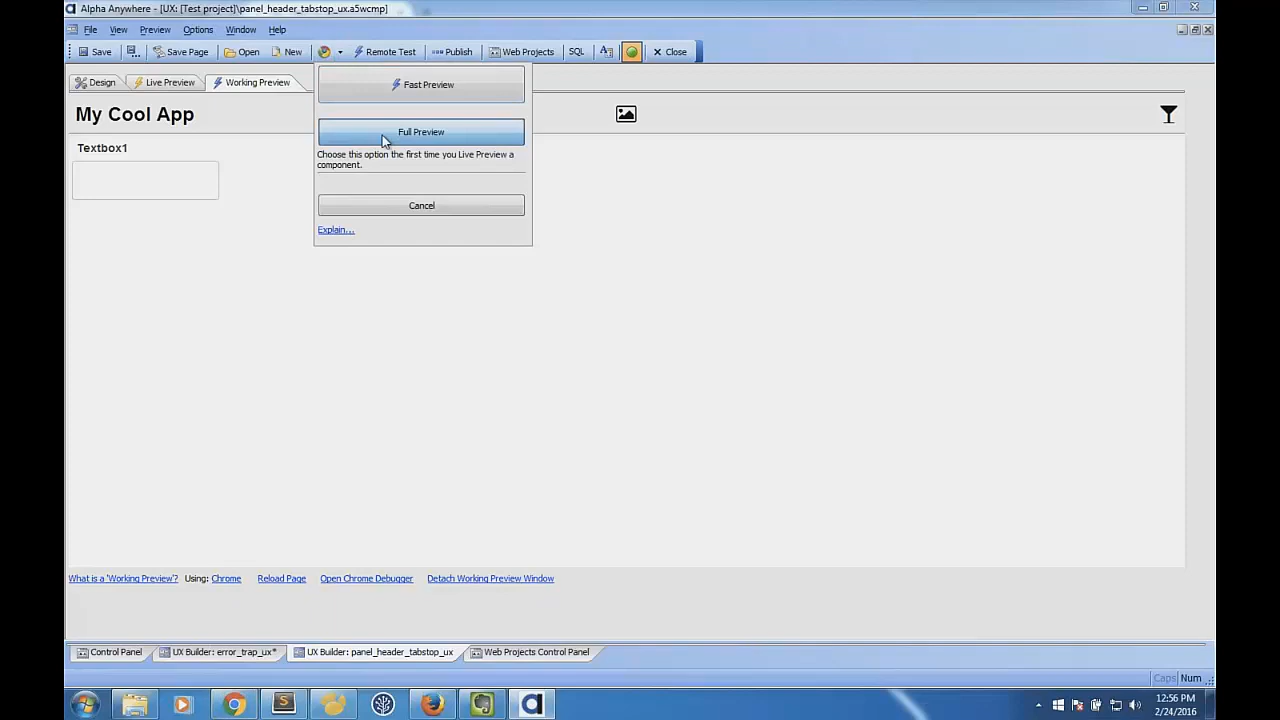 Alpha Anywhere - [UX: [Test project]\panel_header_tabstop_ux.a5wcmp]
File View Preview Options Window Help
Save Save Page Open New Remote Test Publish Web Projects SQL Close
Design Live Preview Working Preview
Fast Preview
My Cool App
Full Preview
Textbox1
Choose this option the first time you Live Preview a
component.
Cancel
Explain...
What is a 'Working Preview'? Using: Chrome Reload Page Open Chrome Debugger Detach Working Preview Window
Control Panel UX Builder: error_trap_ux* UX Builder: panel_header_tabstop_ux Web Projects Control Panel
Caps Num
12:56 PM
2/24/2016